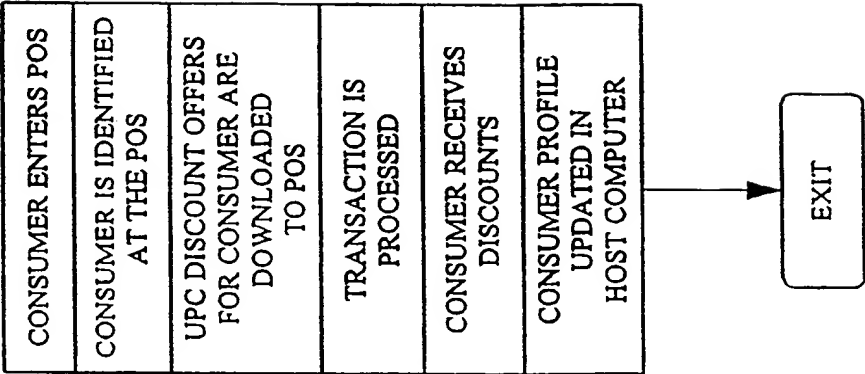 CONSUMER ENTERS POS
CONSUMER IS IDENTIFIED
AT THE POS
UPC DISCOUNT OFFERS
FOR CONSUMER ARE
DOWNLOADED
TO POS
TRANSACTION IS
PROCESSED
CONSUMER RECEIVES
DISCOUNTS
CONSUMER PROFILE
UPDATED IN
HOST COMPUTER
EXIT